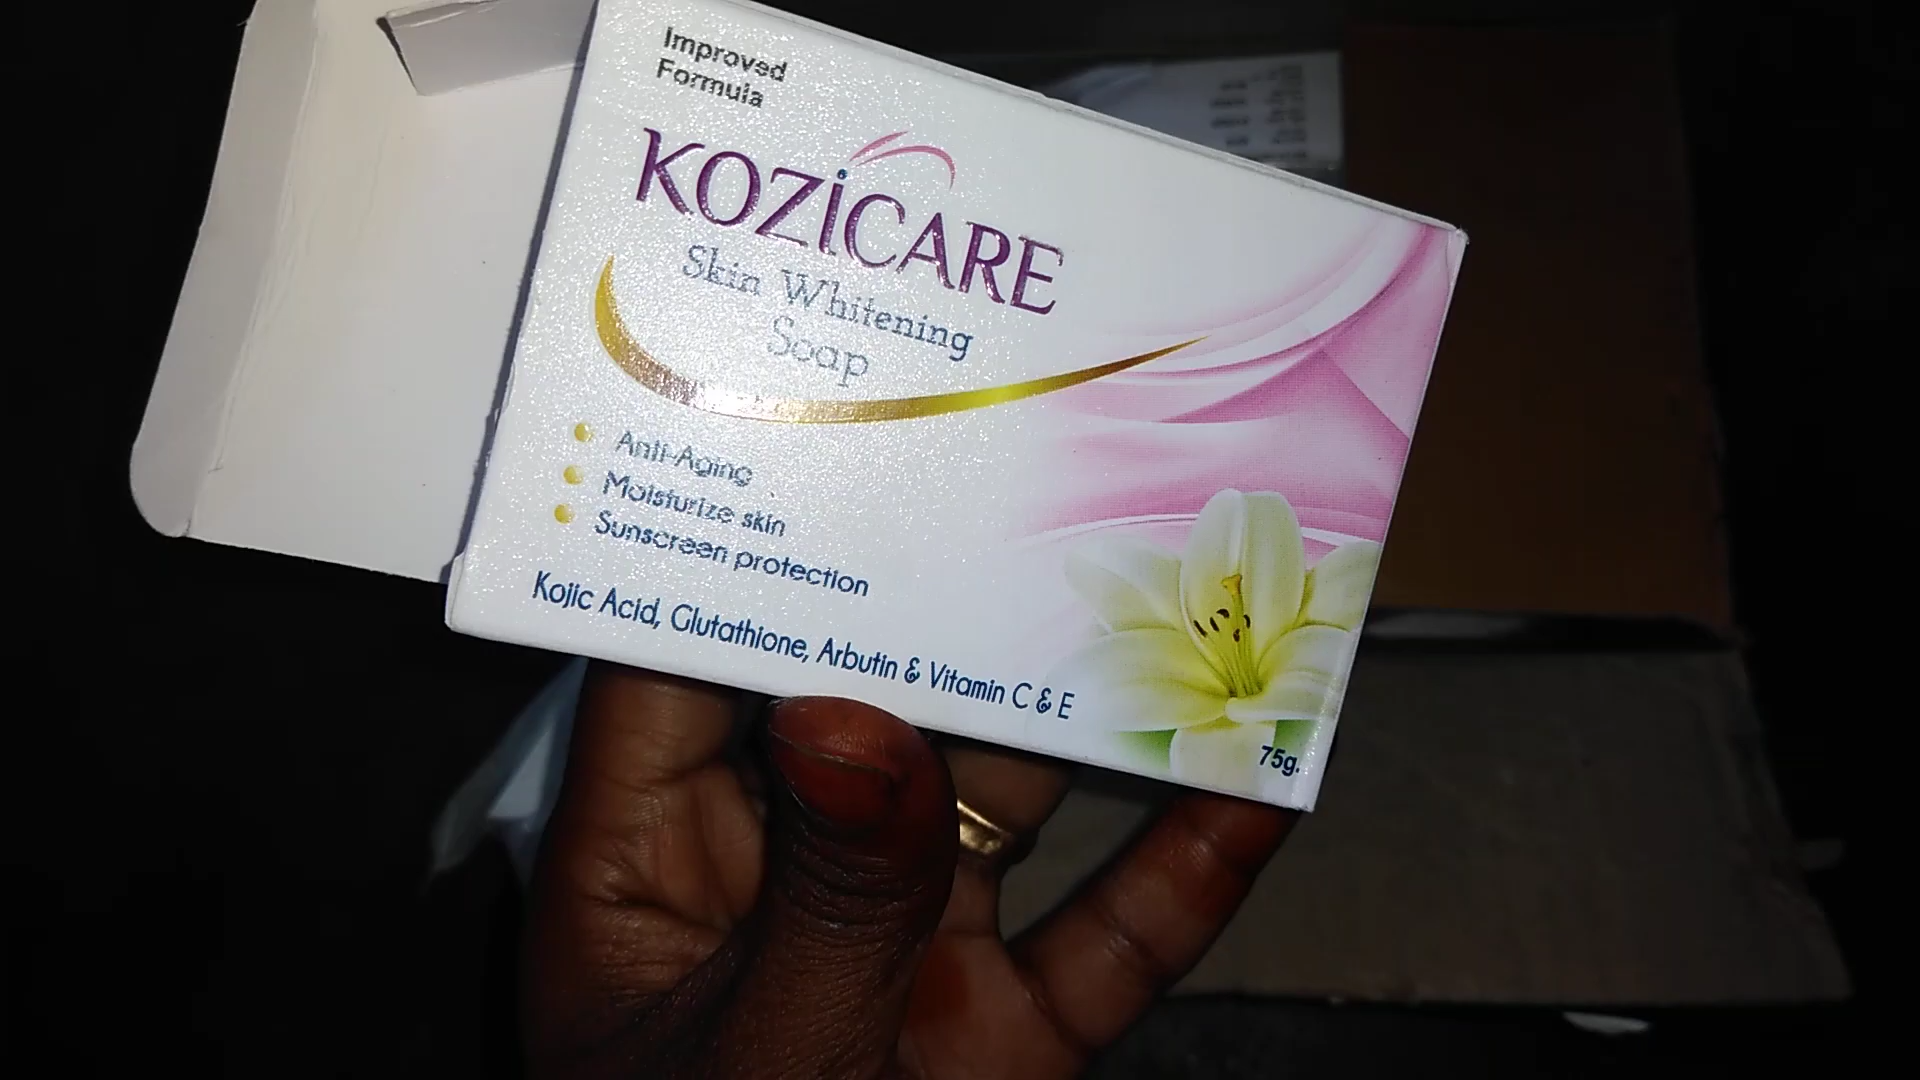 Improved
Formula
KOZiCARE
Skin Whitening
Soap
Anti-Aging
Moisturize skin
Sunscreen protection
Kojic Acid, Glutathione, Arbutin & Vitamin C & E
75g.